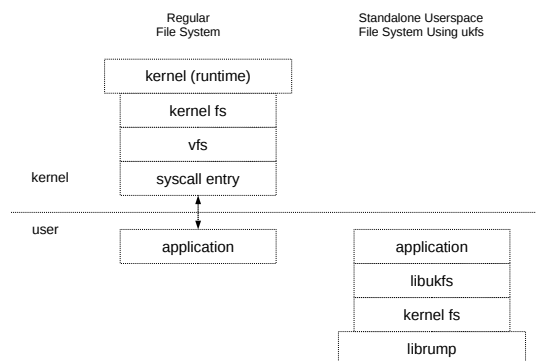 Regular
File System
Standalone Userspace
File System Using ukfs
kernel (runtime)
kernel fs
vfs
kernel
syscall entry
user
application
application
libukfs
kernel fs
librump